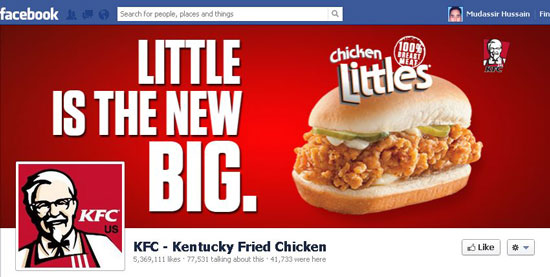 facebook
Search for people, places and things
Mudassir Hussain
Fin
LITTLE
IS THE NEW
BIG.
Chicken
Littles
100%
BREAST
MEAT
KFC
KFC
US
KFC - Kentucky Fried Chicken
5,369,111 likes · 77,531 talking about this · 41,733 were here
Like